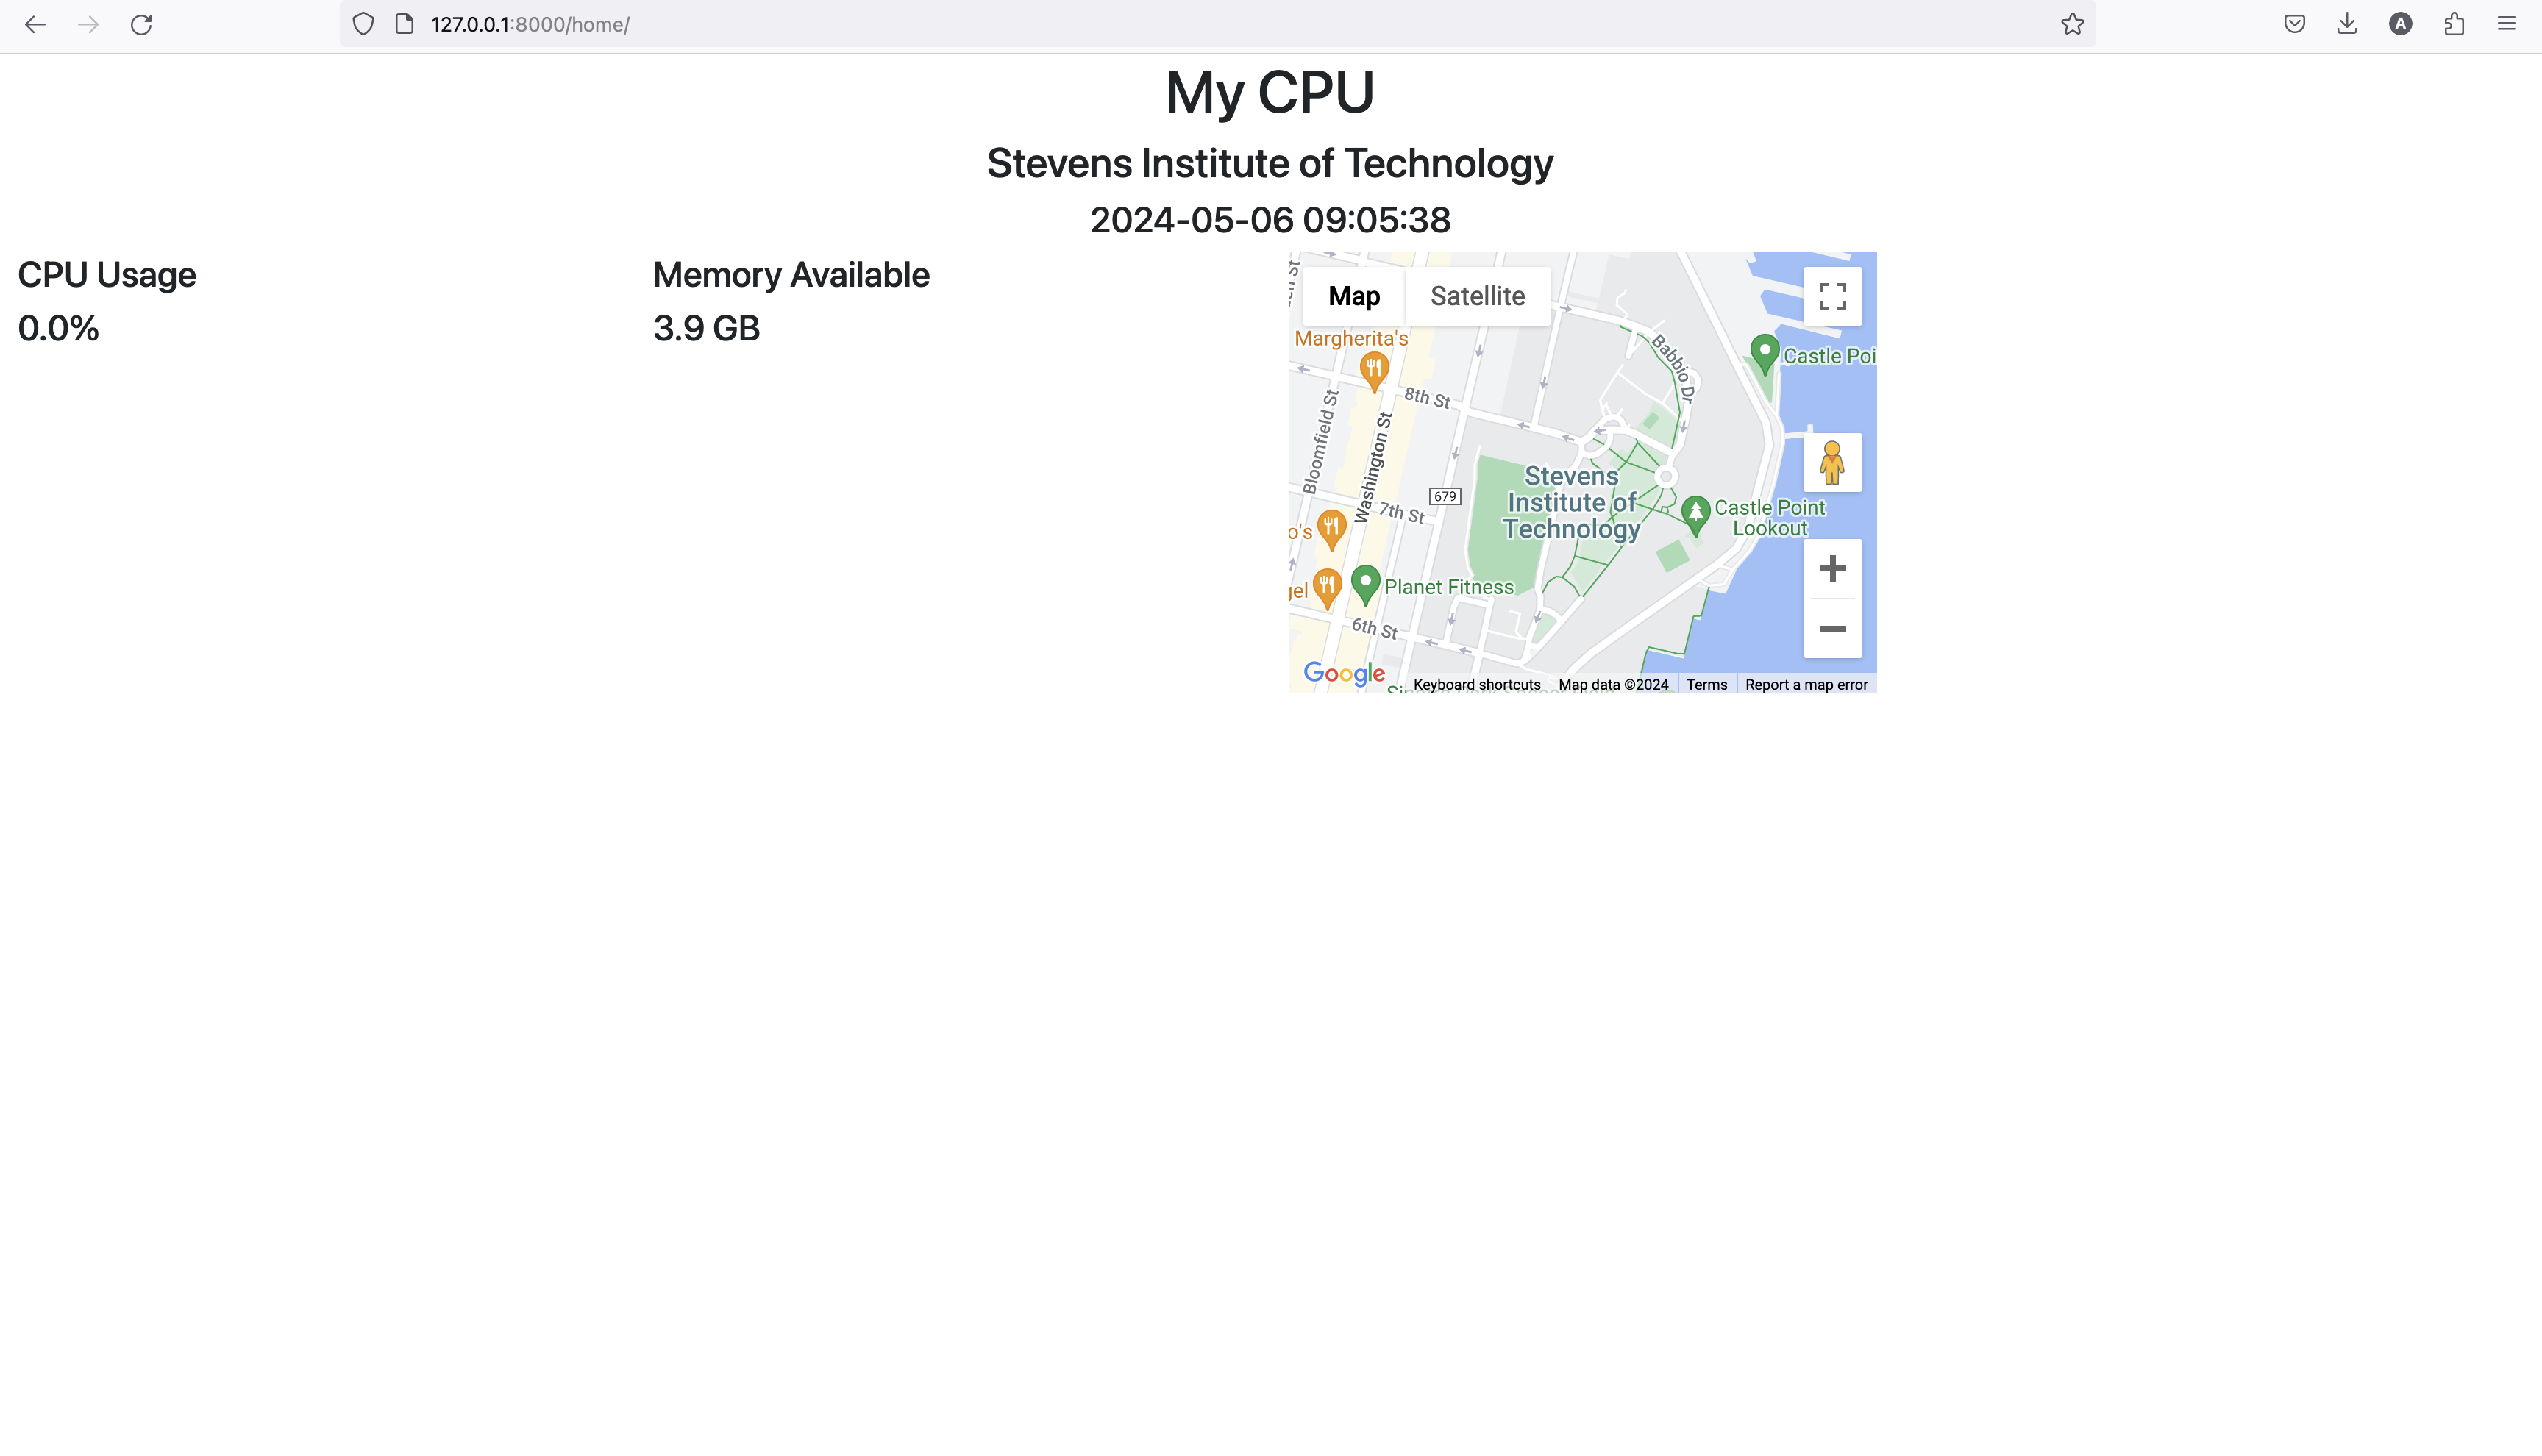 127.0.0.1:8000/home/
A
My CPU
Stevens Institute of Technology
2024-05-06 09:05:38
CPU Usage
0.0%
Memory Available
3.9 GB
Map
Satellite
Margherita's
Babbio Dr
Castle Poi
8th St
Bloomfield St
Washington St
Stevens
Institute of
Technology
679
7th St
Castle Point
Lookout
o's
Planet Fitness
gel
6th St
Google
Keyboard shortcuts
Map data ©2024
Terms
Report a map error